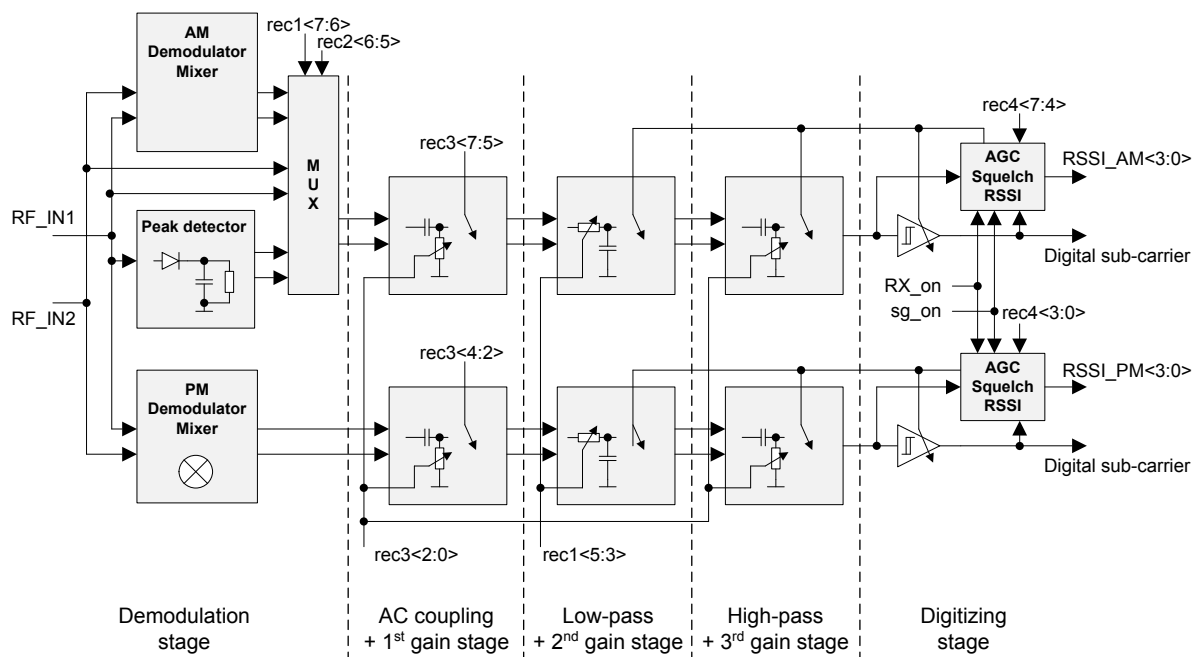 rec1<7:6>
rec2<6:5>
AM
Demodulator
Mixer
rec4<7:4>
rec3<7:5>
M
U
X
AGC
Squelch
RSSI
RSSI_AM<3:0>
RF_IN1
Peak detector
Digital sub-carrier
RX_on
sg_on
RF_IN2
rec4<3:0>
rec3<4:2>
PM
Demodulator
Mixer
AGC
Squelch
RSSI
RSSI_PM<3:0>
Digital sub-carrier
rec3<2:0>
rec1<5:3>
Demodulation
stage
AC coupling
+ 1st gain stage
Low-pass
+ 2nd gain stage
High-pass
+ 3rd gain stage
Digitizing
stage